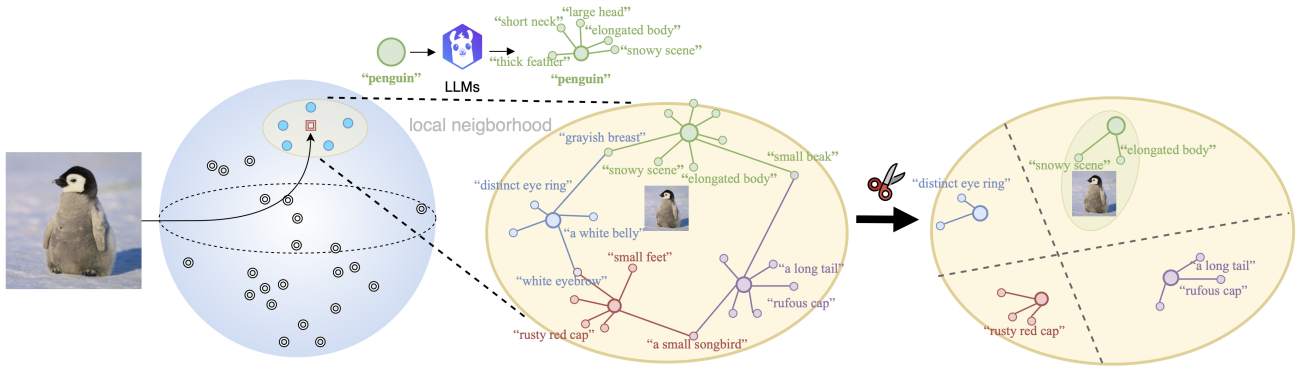 “large head”
“short neck”
“elongated body”
“snowy scene”
“thick feather”
“penguin”
LLMs
“penguin”
local neigborhood
“grayish breast”
“small beak”
“snowy scene”
“elongated body”
“distinct eye ring”
“a white belly”
“white eyebrow”
“small feet”
“a long tail”
“rufous cap”
“rusty red cap”
“a small songbird”
“elongated body”
“snowy scene”
“distinct eye ring”
“a long tail”
“rufous cap”
“rusty red cap”